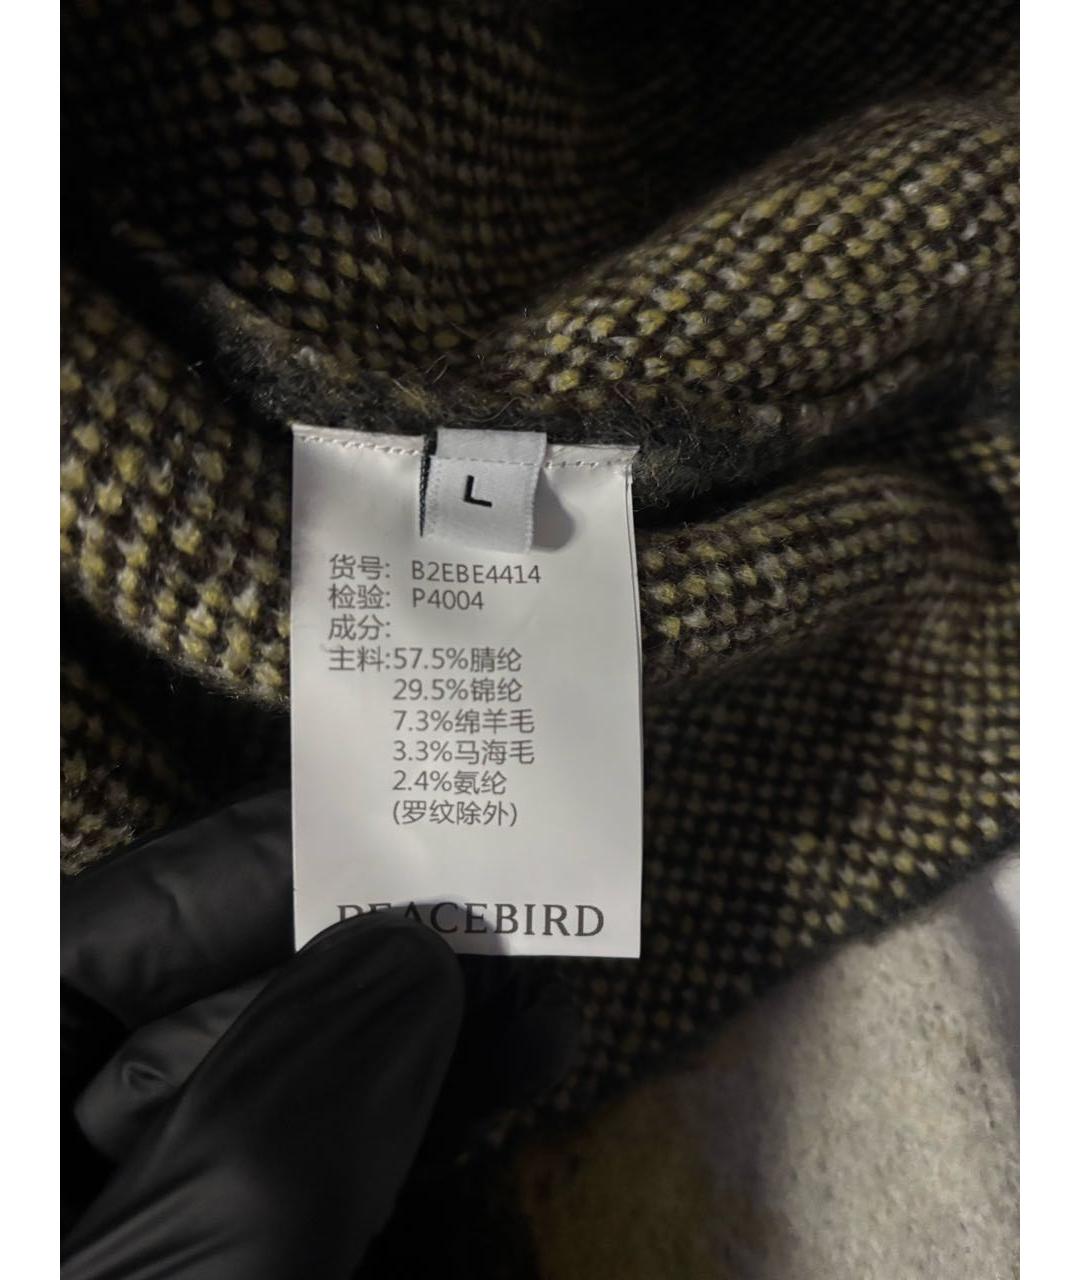 L
货号: B2EBE4414
检验: P4004
成分:
主料:57.5%腈纶
29.5%锦纶
7.3%绵羊毛
3.3%马海毛
2.4%氨纶
(罗纹除外)
PEACEBIRD